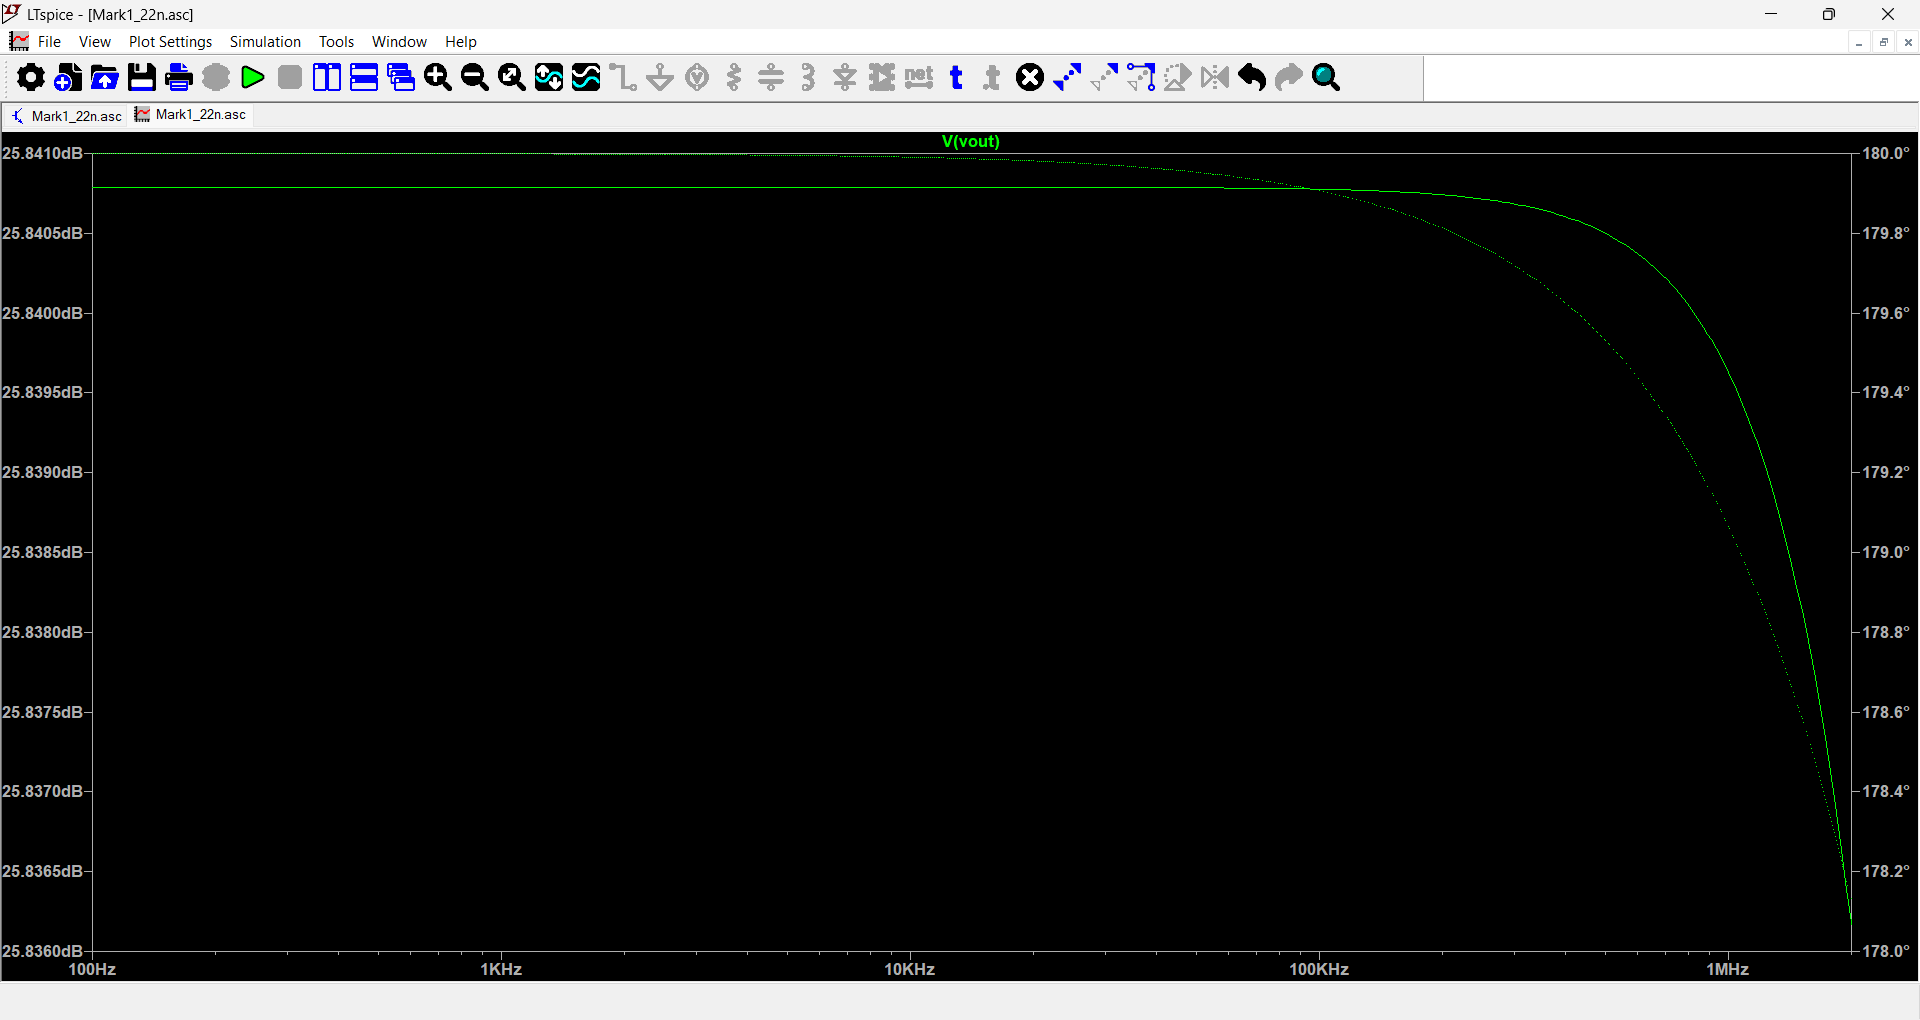 LTspice - [Mark1_22n.asc]
File View Plot Settings Simulation Tools Window Help
net t .t
Mark1_22n.asc Mark1_22n.asc
V(vout)
25.8410dB 180.0°
25.8405dB 179.8°
25.8400dB 179.6°
25.8395dB 179.4°
25.8390dB 179.2°
25.8385dB 179.0°
25.8380dB 178.8°
25.8375dB 178.6°
25.8370dB 178.4°
25.8365dB 178.2°
25.8360dB 178.0°
100Hz 1KHz 10KHz 100KHz 1MHz